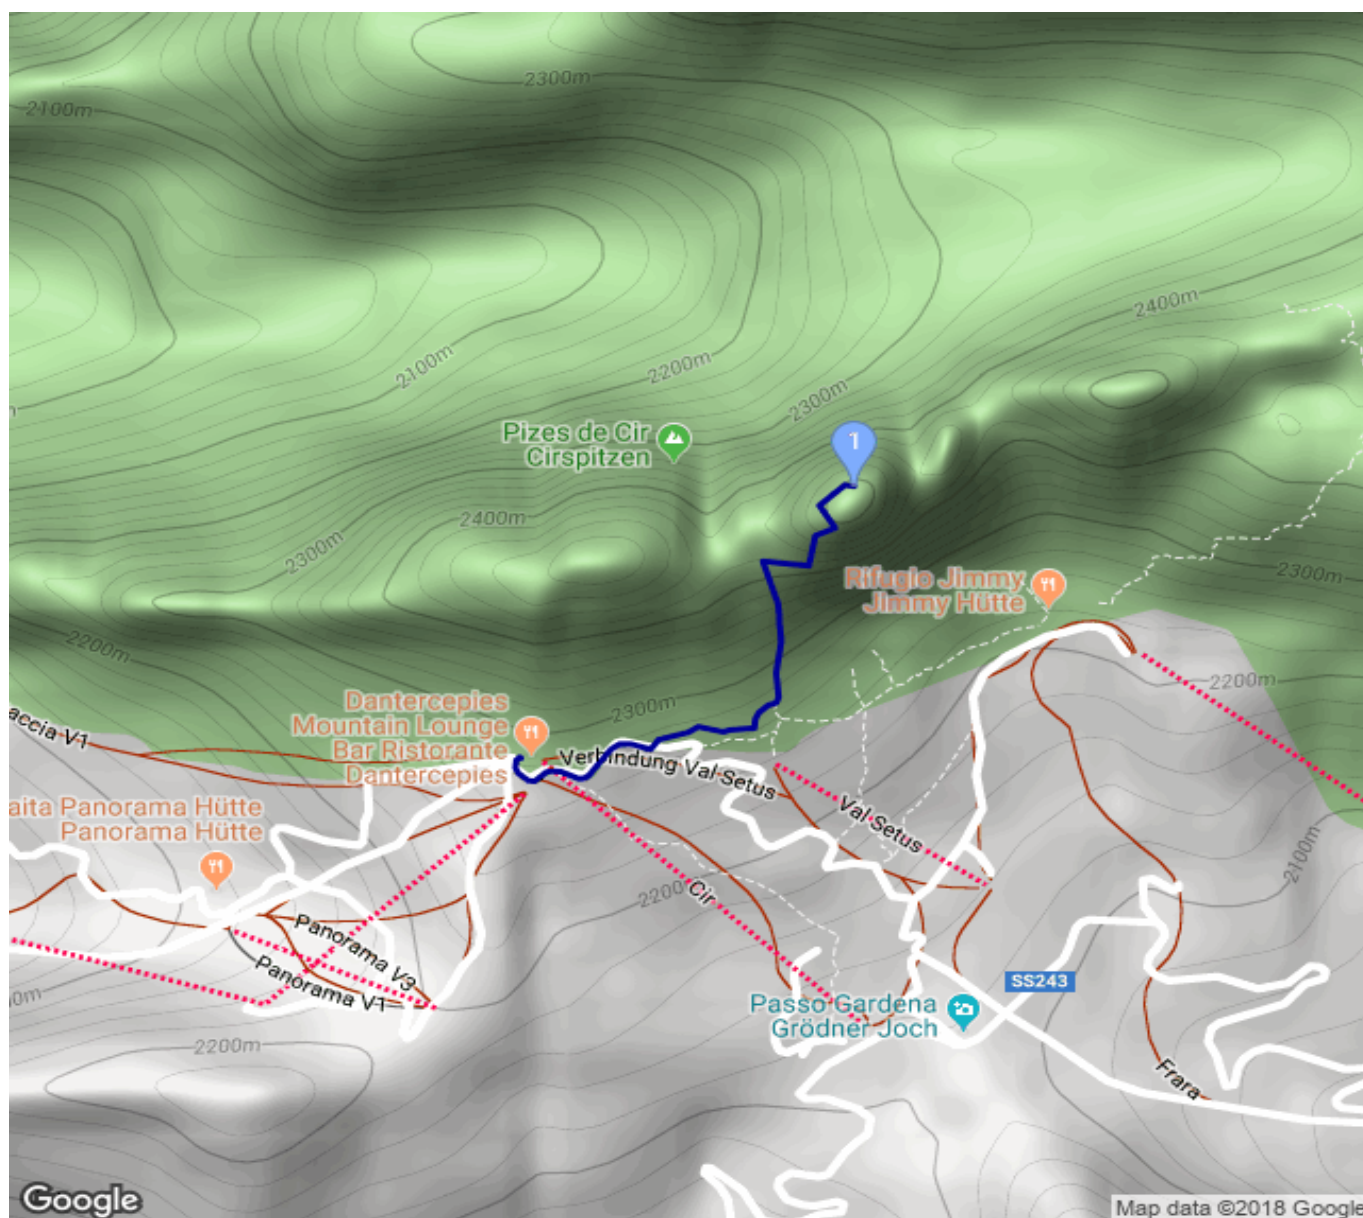 2300m
2100m
2400m
2300m
2200m
2100m
1
Pizes de Cir
Cirspitzen
2400m
2300m
2300m
Rifugio Jimmy
Jimmy Hütte
2200m
2200m
2300m
Dantercepies
Mountain Lounge
Bar Ristorante
Dantercepies
accia V1
Verbindung Val Setus
aita Panorama Hütte
Panorama Hütte
Val Setus
2100m
2200m
Cir
Panorama V3
Panorama V1
00m
SS243
Passo Gardena
Grödner Joch
2200m
Frara
Google
Map data ©2018 Google